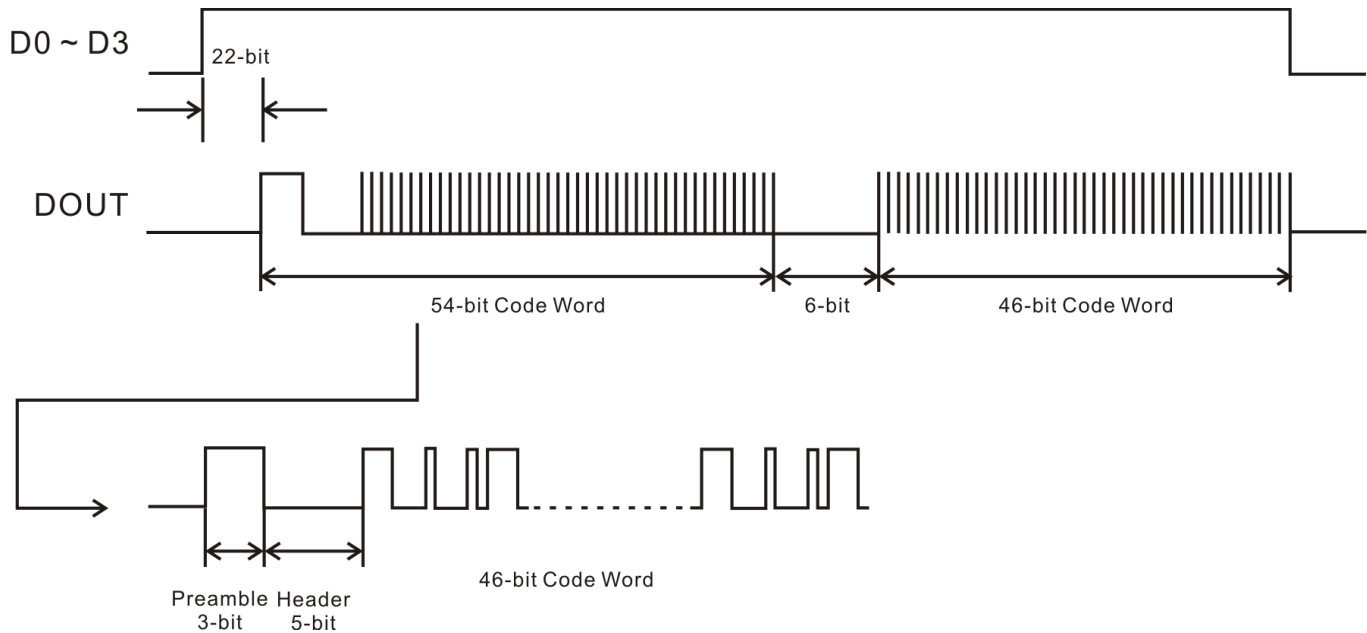 D0 ~ D3
22-bit
DOUT
54-bit Code Word
6-bit
46-bit Code Word
46-bit Code Word
Preamble
3-bit
Header
5-bit